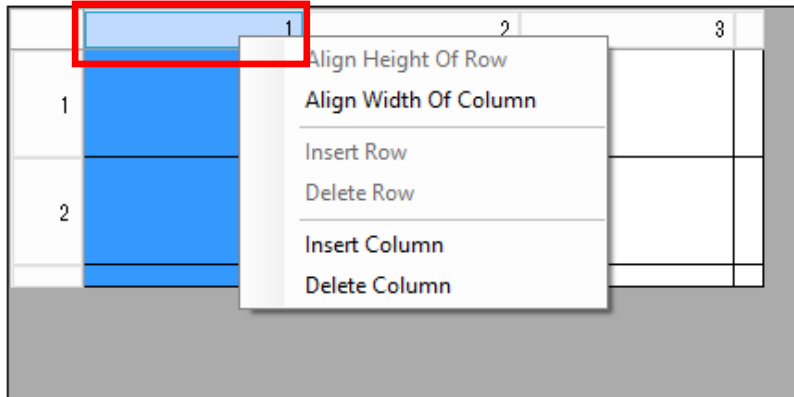 1 2 3
Align Height Of Row
1 Align Width Of Column
Insert Row
Delete Row
2
Insert Column
Delete Column